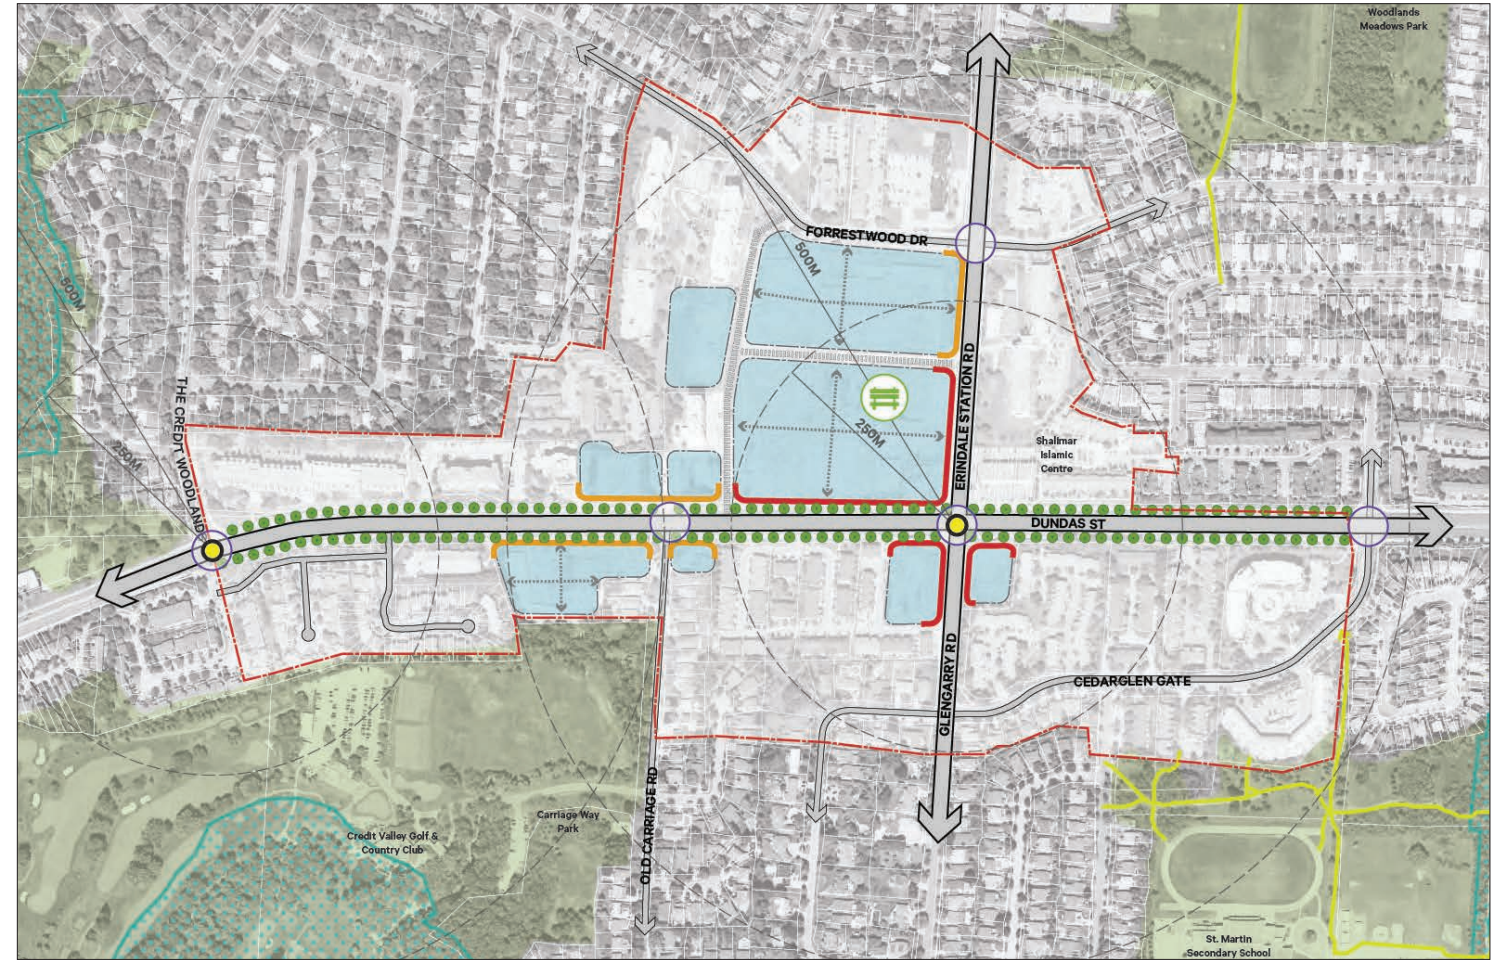 Woodlands
Meadows Park
FORRESTWOOD DR
500M
500M
ERINDALE STATION RD
THE CREDIT WOODLANDS
250M
250M
Shalimar
Islamic
Centre
DUNDAS ST
GLENGARRY RD
CEDARGLEN GATE
OLD CARRIAGE RD
Carriage Way
Park
Credit Valley Golf &
Country Club
St. Martin
Secondary School